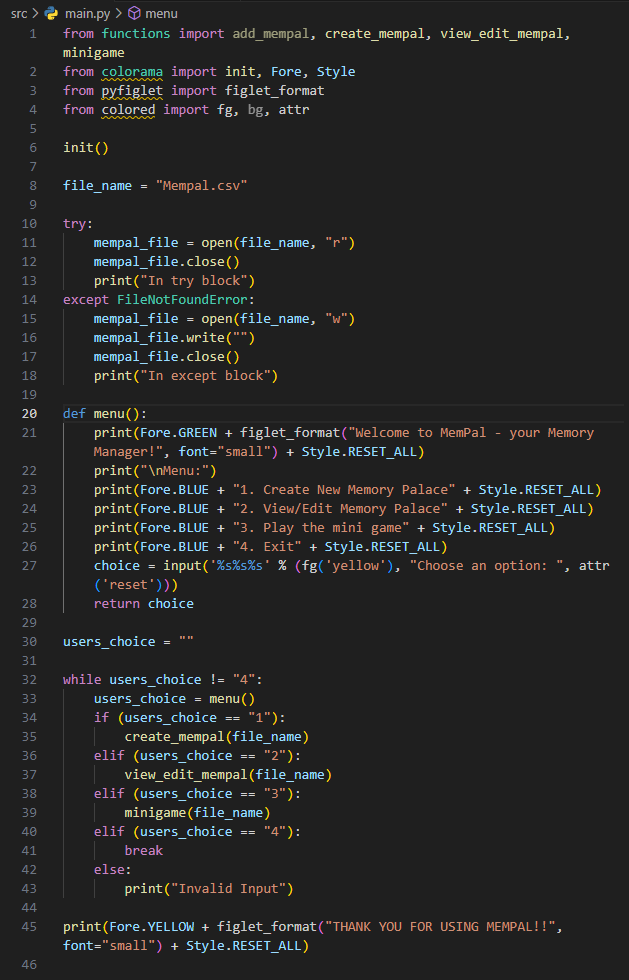 src > main.py > menu
1 from functions import add_mempal, create_mempal, view_edit_mempal,
minigame
2 from colorama import init, Fore, Style
3 from pyfiglet import figlet_format
4 from colored import fg, bg, attr
5
6 init()
7
8 file_name = "Mempal.csv"
9
10 try:
11     mempal_file = open(file_name, "r")
12     mempal_file.close()
13     print("In try block")
14 except FileNotFoundError:
15     mempal_file = open(file_name, "w")
16     mempal_file.write("")
17     mempal_file.close()
18     print("In except block")
19
20 def menu():
21     print(Fore.GREEN + figlet_format("Welcome to MemPal - your Memory
    Manager!", font="small") + Style.RESET_ALL)
22     print("\nMenu:")
23     print(Fore.BLUE + "1. Create New Memory Palace" + Style.RESET_ALL)
24     print(Fore.BLUE + "2. View/Edit Memory Palace" + Style.RESET_ALL)
25     print(Fore.BLUE + "3. Play the mini game" + Style.RESET_ALL)
26     print(Fore.BLUE + "4. Exit" + Style.RESET_ALL)
27     choice = input('%s%s%s' % (fg('yellow'), "Choose an option: ", attr
    ('reset')))
28     return choice
29
30 users_choice = ""
31
32 while users_choice != "4":
33     users_choice = menu()
34     if (users_choice == "1"):
35         create_mempal(file_name)
36     elif (users_choice == "2"):
37         view_edit_mempal(file_name)
38     elif (users_choice == "3"):
39         minigame(file_name)
40     elif (users_choice == "4"):
41         break
42     else:
43         print("Invalid Input")
44
45 print(Fore.YELLOW + figlet_format("THANK YOU FOR USING MEMPAL!!",
font="small") + Style.RESET_ALL)
46